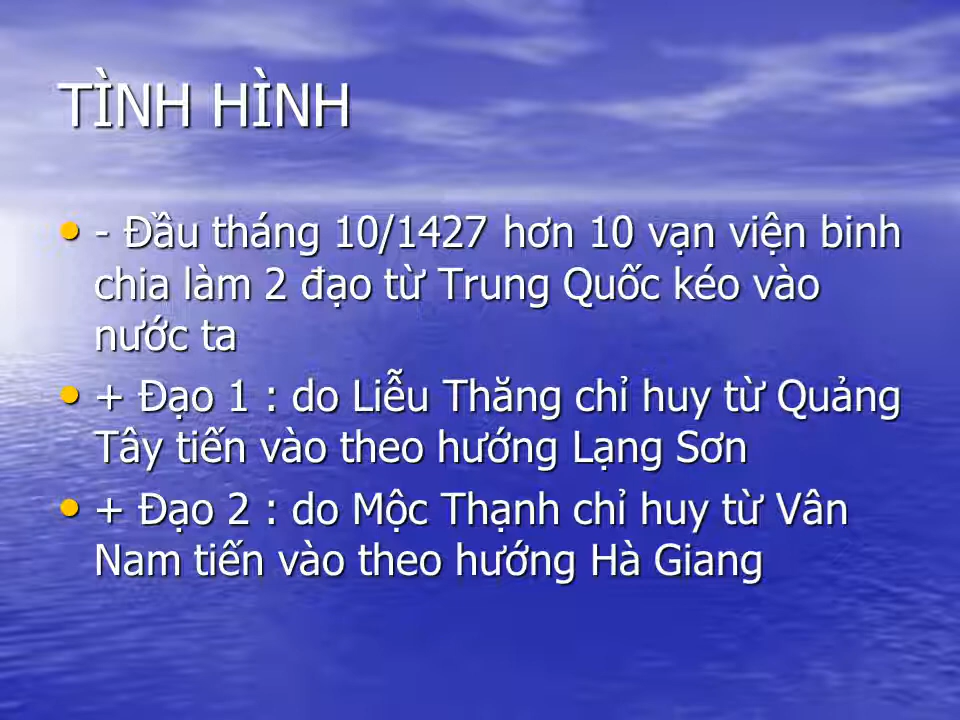 TÌNH HÌNH
- Đầu tháng 10/1427 hơn 10 vạn viện binh
chia làm 2 đạo từ Trung Quốc kéo vào
nước ta
+ Đạo 1 : do Liễu Thăng chỉ huy từ Quảng
Tây tiến vào theo hướng Lạng Sơn
+ Đạo 2 : do Mộc Thạnh chỉ huy từ Vân
Nam tiến vào theo hướng Hà Giang